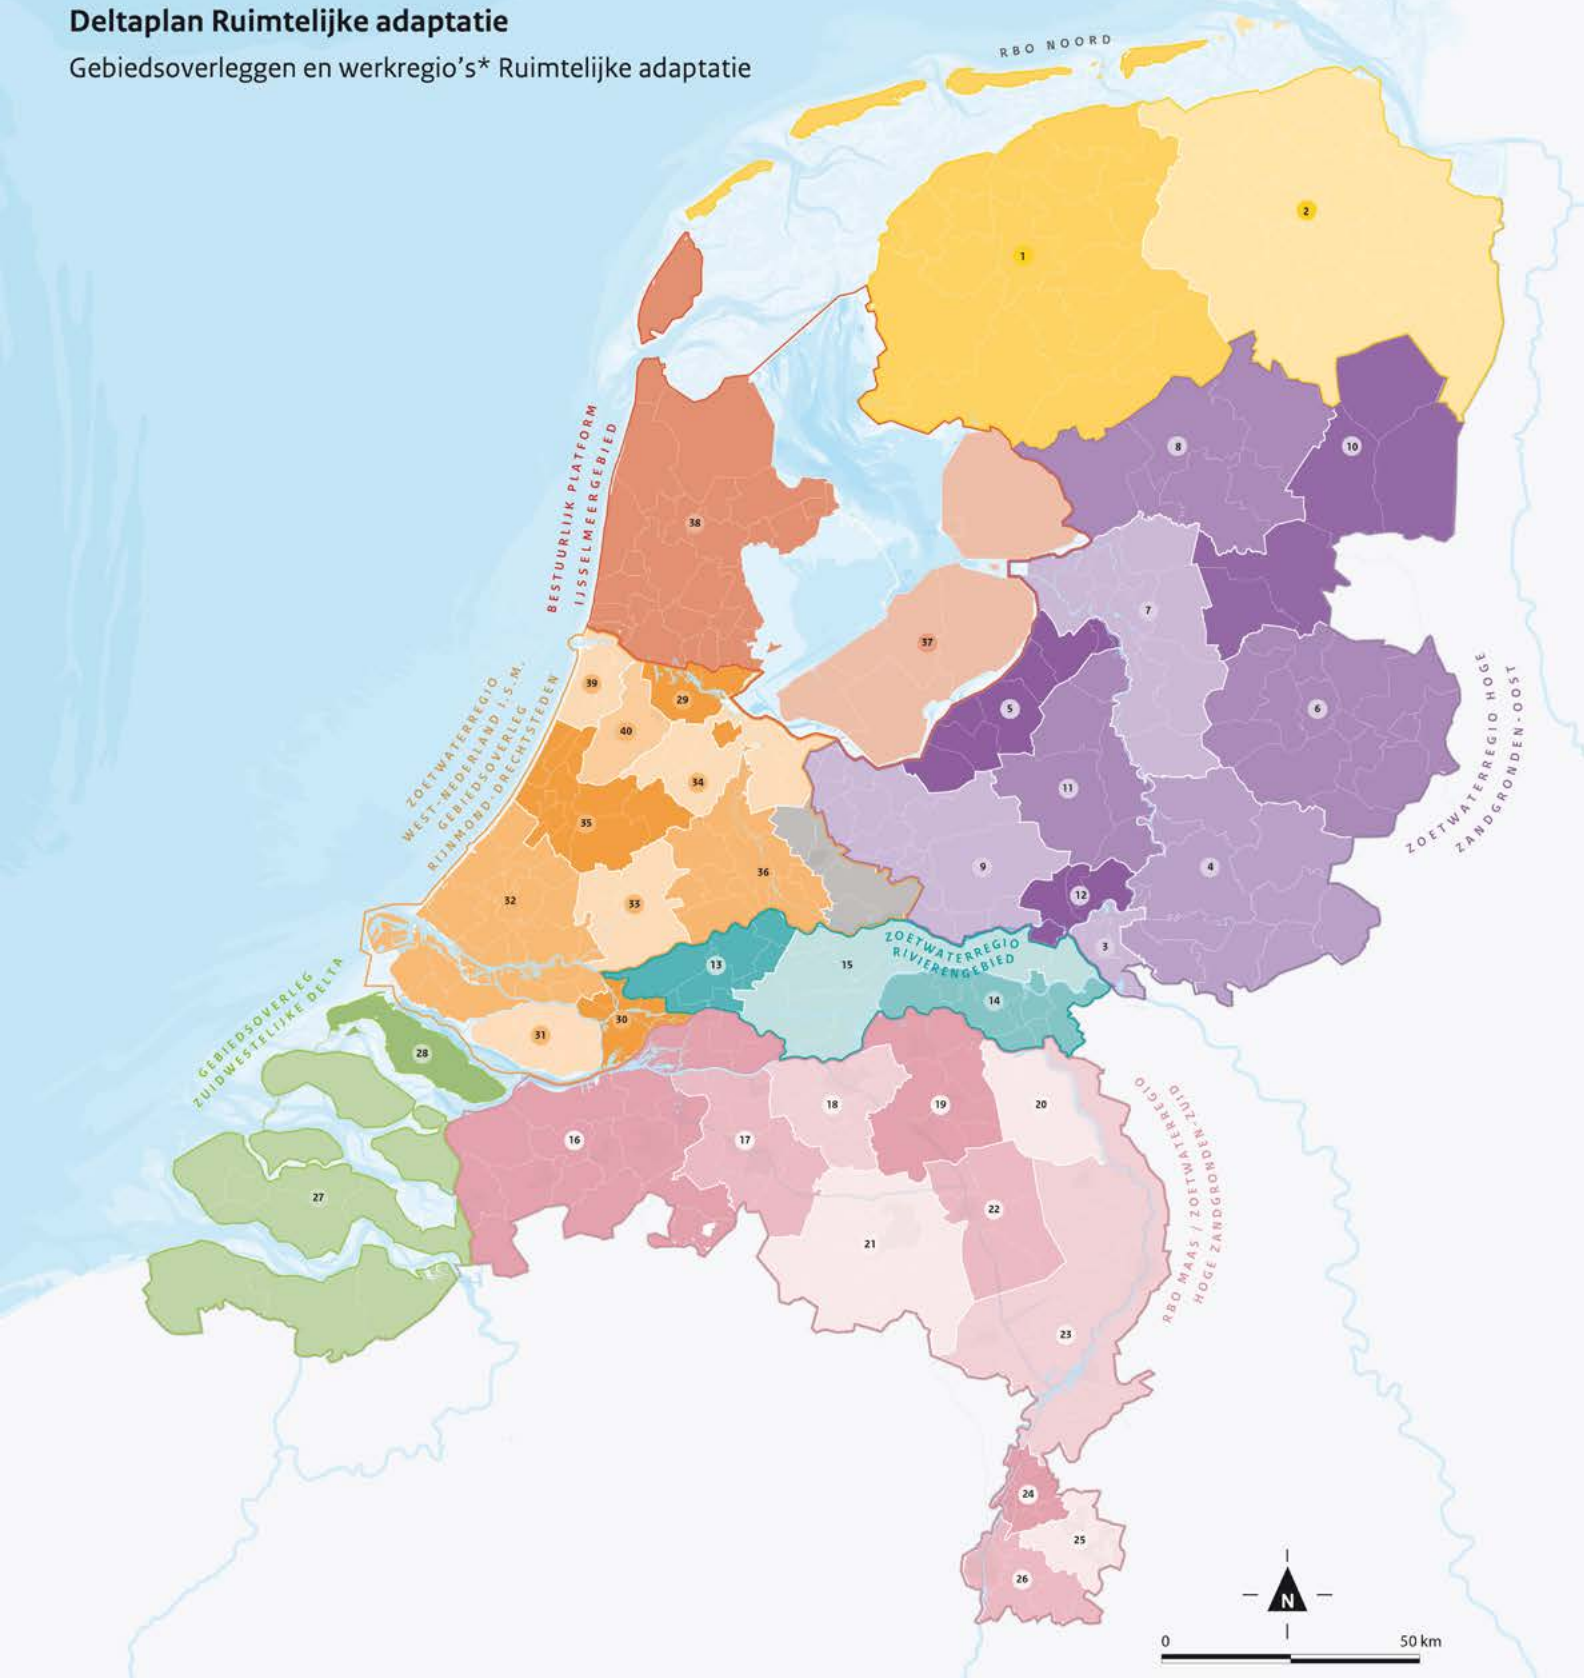 Deltaplan Ruimtelijke adaptatie
Gebiedsoverleggen en werkregio's* Ruimtelijke adaptatie
RBO NOORD
2
1
8
10
BESTUURLIJK PLATFORM
IJSSELMEERGEBIED
38
7
37
39
29
5
6
ZOETWATERREGIO HOGE
ZANDGRONDEN-OOST
40
34
11
ZOETWATERREGIO
WEST-NEDERLAND I.S.M.
GEBIEDSOVERLEG
RIJNMOND-DRECHTSTEDEN
35
36
9
4
12
32
33
3
ZOETWATERREGIO
RIVIERENGEBIED
13
15
14
GEBIEDSOVERLEG
ZUIDWESTELIJKE DELTA
30
31
28
18
19
20
16
17
RBO MAAS / ZOETWATERREGIO
HOGE ZANDGRONDEN-ZUID
27
22
21
23
24
25
26
N
0
50 km